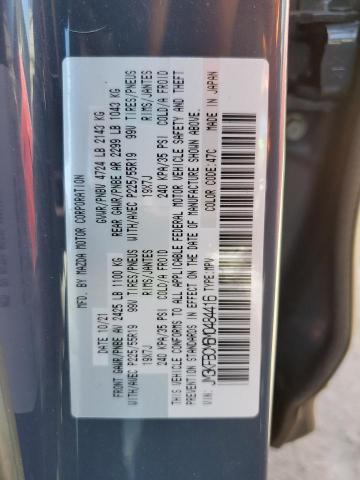 MFD. BY MAZDA MOTOR CORPORATION
10/21 GVWR/PNBV 4724 LB 2143 KG
FRONT GAWR/PNBE AV 2425 LB 1100 KG REAR GAWR/PNBE AR 2299 LB 1043 KG
WITH/AVEC P225/55R19 99V TIRES/PNEUS WITH/AVEC P225/55R19 99V TIRES/PNEUS
19X7J RIMS/JANTES 19X7J RIMS/JANTES
240 KPA/35 PSI COLD/A FROID 240 KPA/35 PSI COLD/A FROID
THIS VEHICLE CONFORMS TO ALL APPLICABLE FEDERAL MOTOR VEHICLE SAFETY AND
THEFT PREVENTION STANDARDS IN EFFECT ON THE DATE OF MANUFACTURE SHOWN ABOVE.
TYPE:MPV COLOR CODE:47C MADE IN JAPAN